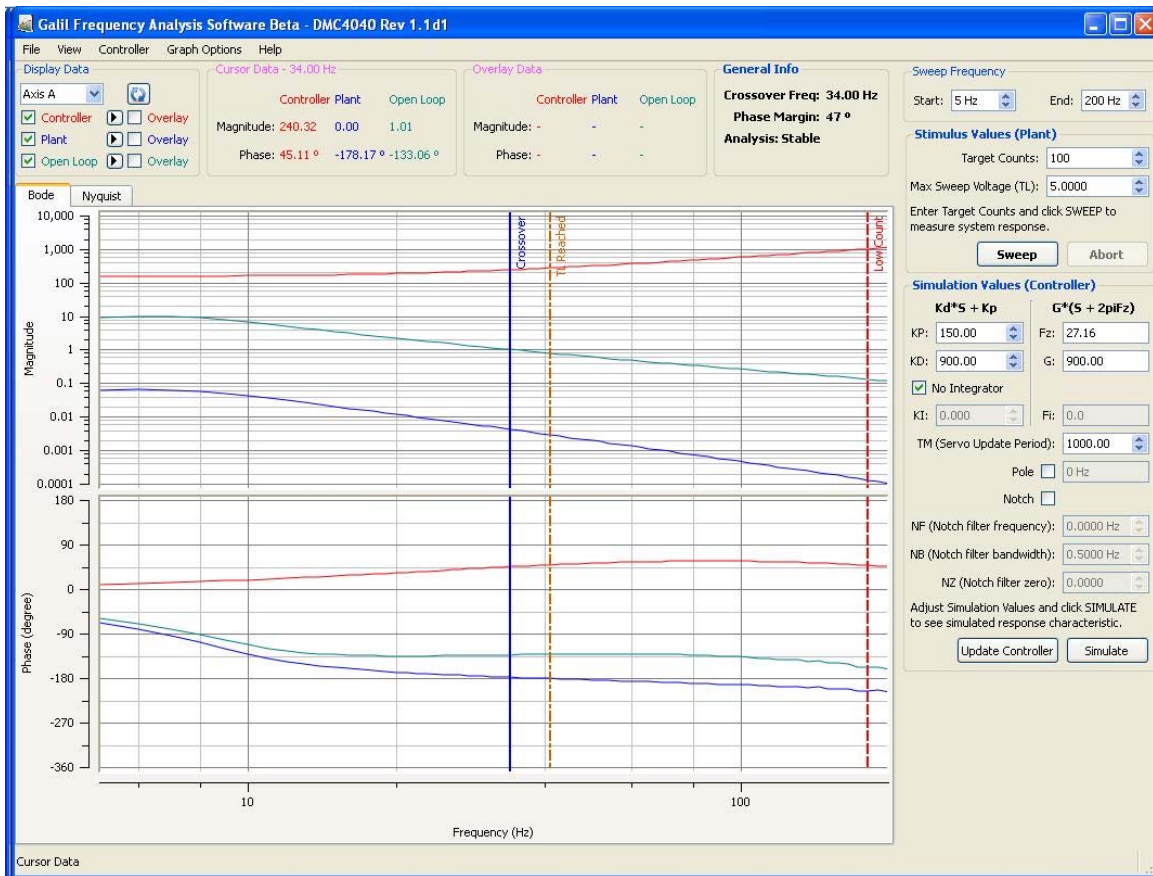 Galil Frequency Analysis Software Beta - DMC4040 Rev 1.1d1
File View Controller Graph Options Help
Display Data
Axis A
Controller Overlay
Plant Overlay
Open Loop Overlay
Cursor Data - 34.00 Hz
Controller Plant Open Loop
Magnitude: 240.32 0.00 1.01
Phase: 45.11 º -178.17 º -133.06 º
Overlay Data
Controller Plant Open Loop
Magnitude: - - -
Phase: - - -
General Info
Crossover Freq: 34.00 Hz
Phase Margin: 47 º
Analysis: Stable
Sweep Frequency
Start: 5 Hz End: 200 Hz
Stimulus Values (Plant)
Target Counts: 100
Max Sweep Voltage (TL): 5.0000
Enter Target Counts and click SWEEP to
measure system response.
Sweep Abort
Simulation Values (Controller)
Kd*S + Kp G*(S + 2piFz)
KP: 150.00 Fz: 27.16
KD: 900.00 G: 900.00
No Integrator
KI: 0.000 Fi: 0.0
TM (Servo Update Period): 1000.00
Pole 0 Hz
Notch
NF (Notch filter frequency): 0.0000 Hz
NB (Notch filter bandwidth): 0.5000 Hz
NZ (Notch filter zero): 0.0000
Adjust Simulation Values and click SIMULATE
to see simulated response characteristic.
Update Controller Simulate
Bode Nyquist
10,000
1,000
100
10
1
0.1
0.01
0.001
0.0001
Magnitude
Crossover
TL Reached
Low Count
180
90
0
-90
-180
-270
-360
Phase (degree)
10 100
Frequency (Hz)
Cursor Data